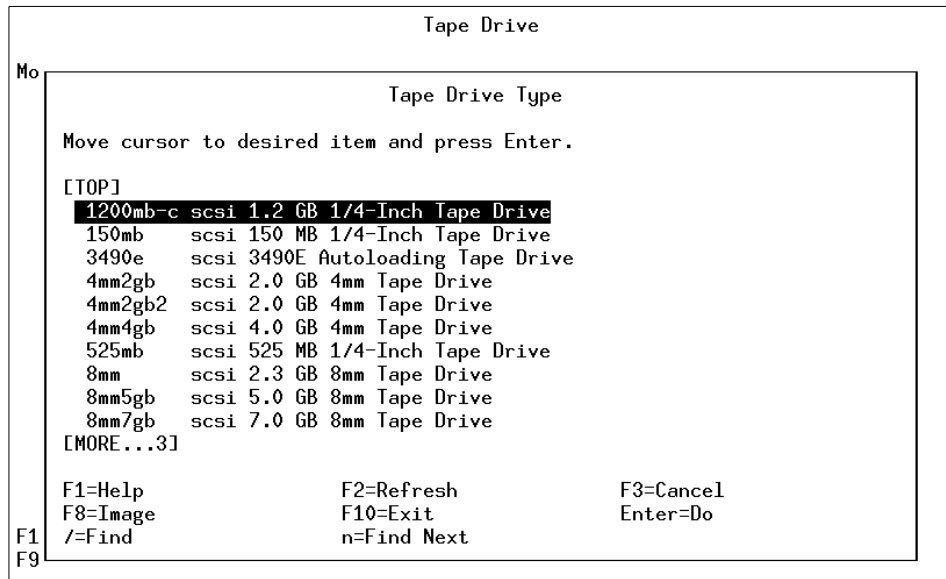 Tape Drive
Mo
Tape Drive Type
Move cursor to desired item and press Enter.
[TOP]
1200mb-c scsi 1.2 GB 1/4-Inch Tape Drive
150mb scsi 150 MB 1/4-Inch Tape Drive
3490e scsi 3490E Autoloading Tape Drive
4mm2gb scsi 2.0 GB 4mm Tape Drive
4mm2gb2 scsi 2.0 GB 4mm Tape Drive
4mm4gb scsi 4.0 GB 4mm Tape Drive
525mb scsi 525 MB 1/4-Inch Tape Drive
8mm scsi 2.3 GB 8mm Tape Drive
8mm5gb scsi 5.0 GB 8mm Tape Drive
8mm7gb scsi 7.0 GB 8mm Tape Drive
[MORE...3]
F1=Help F2=Refresh F3=Cancel
F8=Image F10=Exit Enter=Do
F1 /=Find n=Find Next
F9